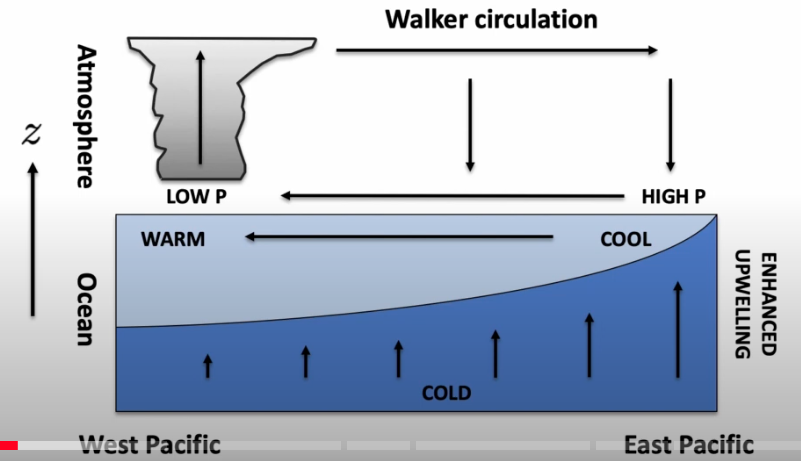 Walker circulation
Atmosphere
z
LOW P
HIGH P
WARM
COOL
Ocean
ENHANCED
UPWELLING
COLD
West Pacific
East Pacific